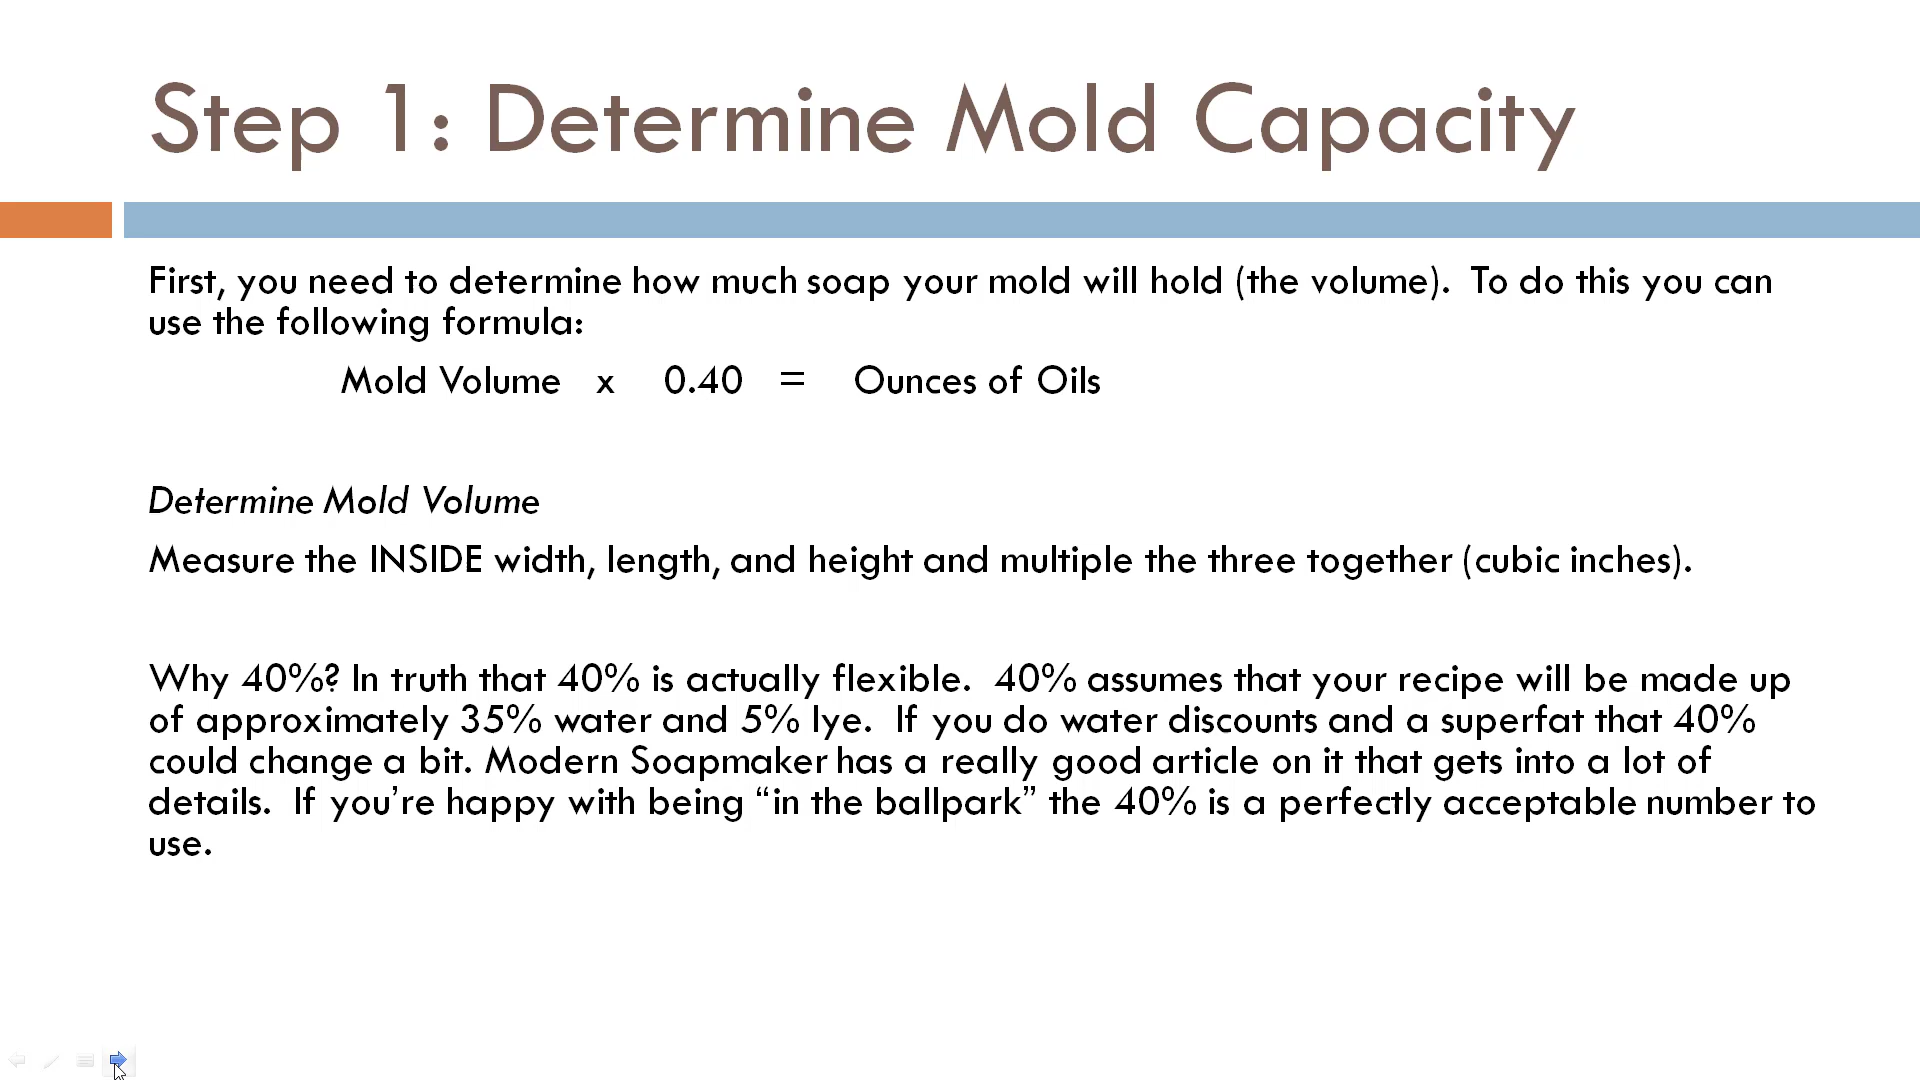 Step 1: Determine Mold Capacity
First, you need to determine how much soap your mold will hold (the volume).  To do this you can
use the following formula:
Mold Volume   x   0.40   =   Ounces of Oils
Determine Mold Volume
Measure the INSIDE width, length, and height and multiple the three together (cubic inches).
Why 40%? In truth that 40% is actually flexible.  40% assumes that your recipe will be made up
of approximately 35% water and 5% lye.  If you do water discounts and a superfat that 40%
could change a bit. Modern Soapmaker has a really good article on it that gets into a lot of
details.  If you’re happy with being “in the ballpark” the 40% is a perfectly acceptable number to
use.